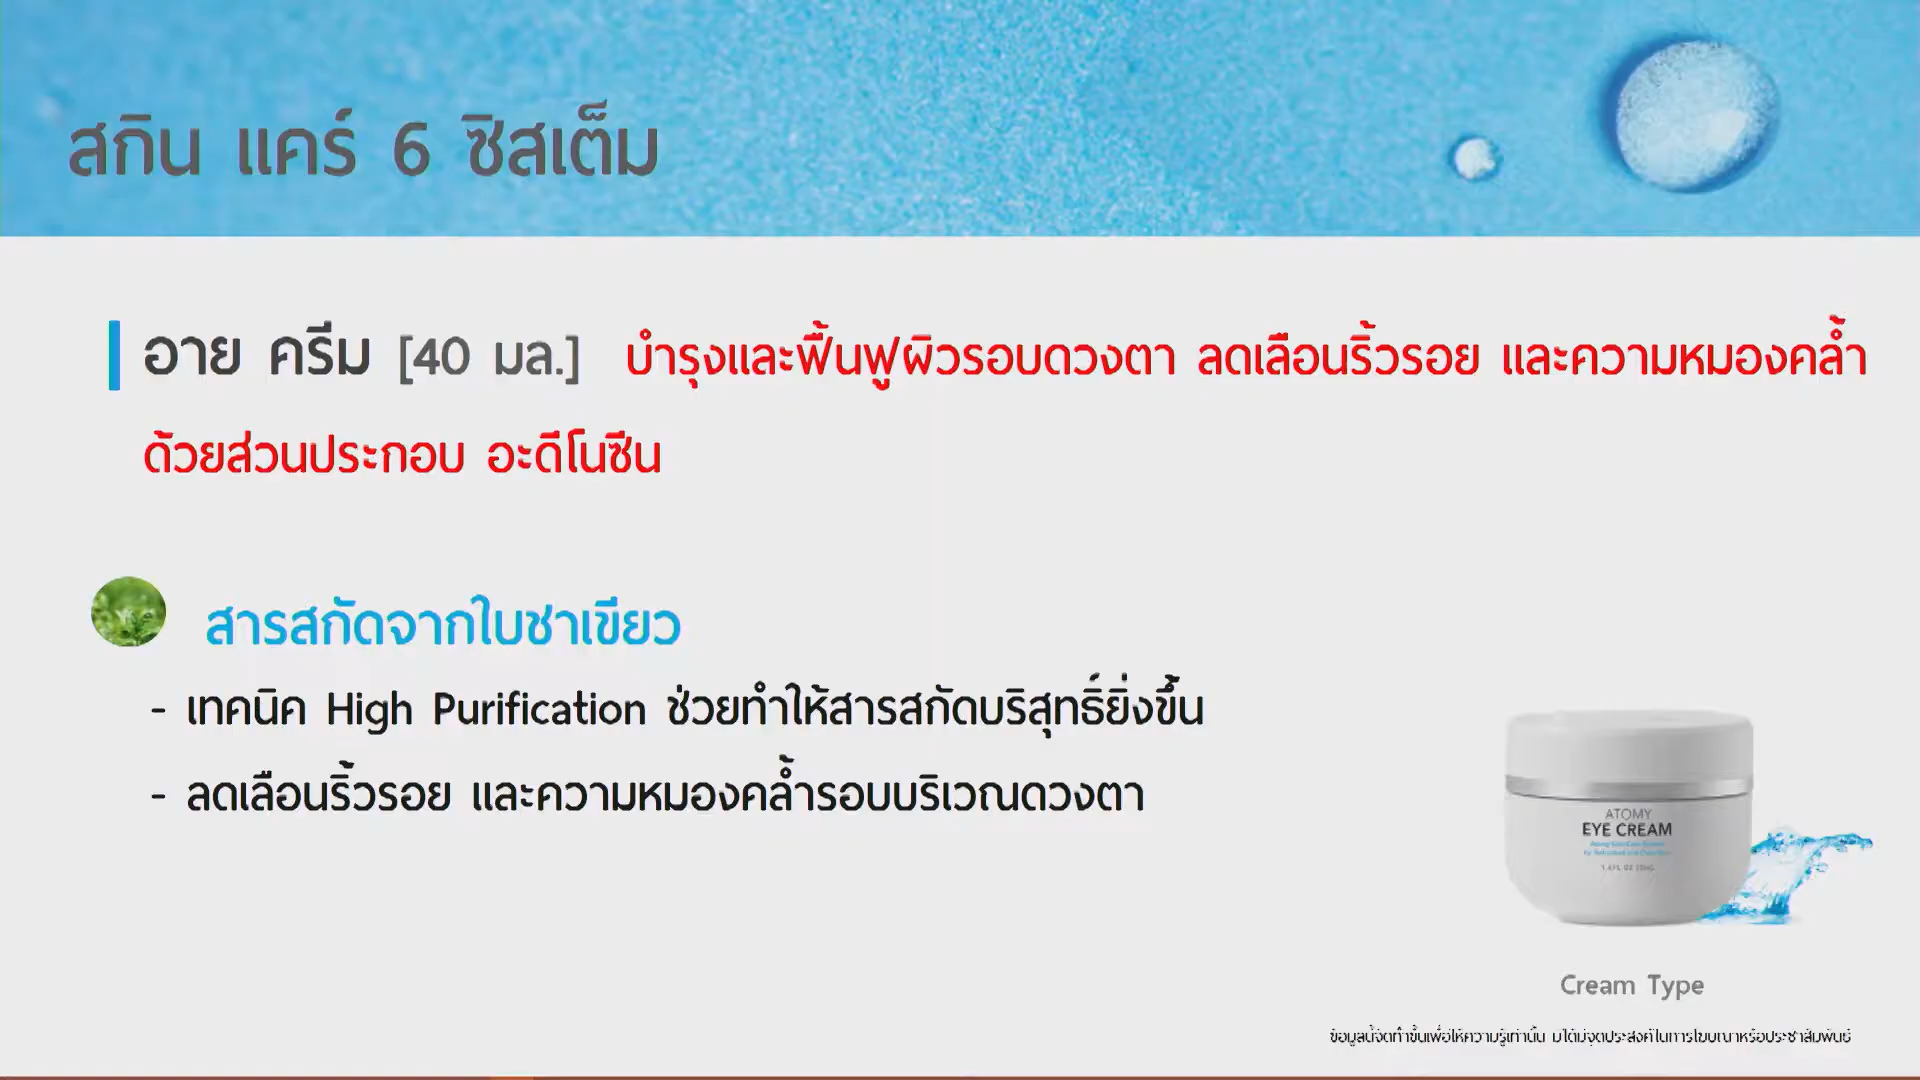 สกิน แคร์ 6 ซิสเต็ม
อาย ครีม [40 มล.] บำรุงและฟื้นฟูผิวรอบดวงตา ลดเลือนริ้วรอย และความหมองคล้ำ
ด้วยส่วนประกอบ อะดีโนซีน
สารสกัดจากใบชาเขียว
- เทคนิค High Purification ช่วยทำให้สารสกัดบริสุทธิ์ยิ่งขึ้น
- ลดเลือนริ้วรอย และความหมองคล้ำรอบบริเวณดวงตา
ATOMY
EYE CREAM
Cream Type
ข้อมูลนี้จัดทำขึ้นเพื่อให้ความรู้เท่านั้น มิได้มีจุดประสงค์ในการโฆษณาหรือประชาสัมพันธ์